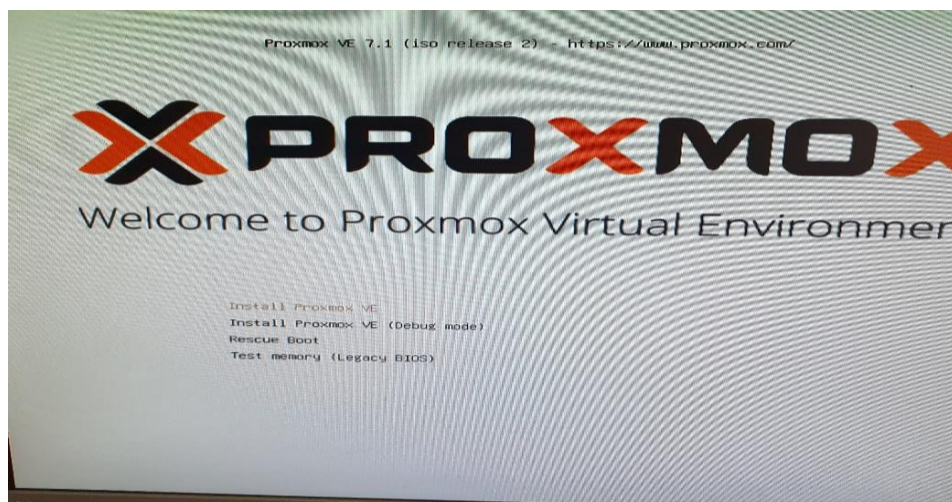 Proxmox VE 7.1 (iso release 2) - https://www.proxmox.com/
PROXMOX
Welcome to Proxmox Virtual Environmen
Install Proxmox VE
Install Proxmox VE (Debug mode)
Rescue Boot
Test memory (Legacy BIOS)